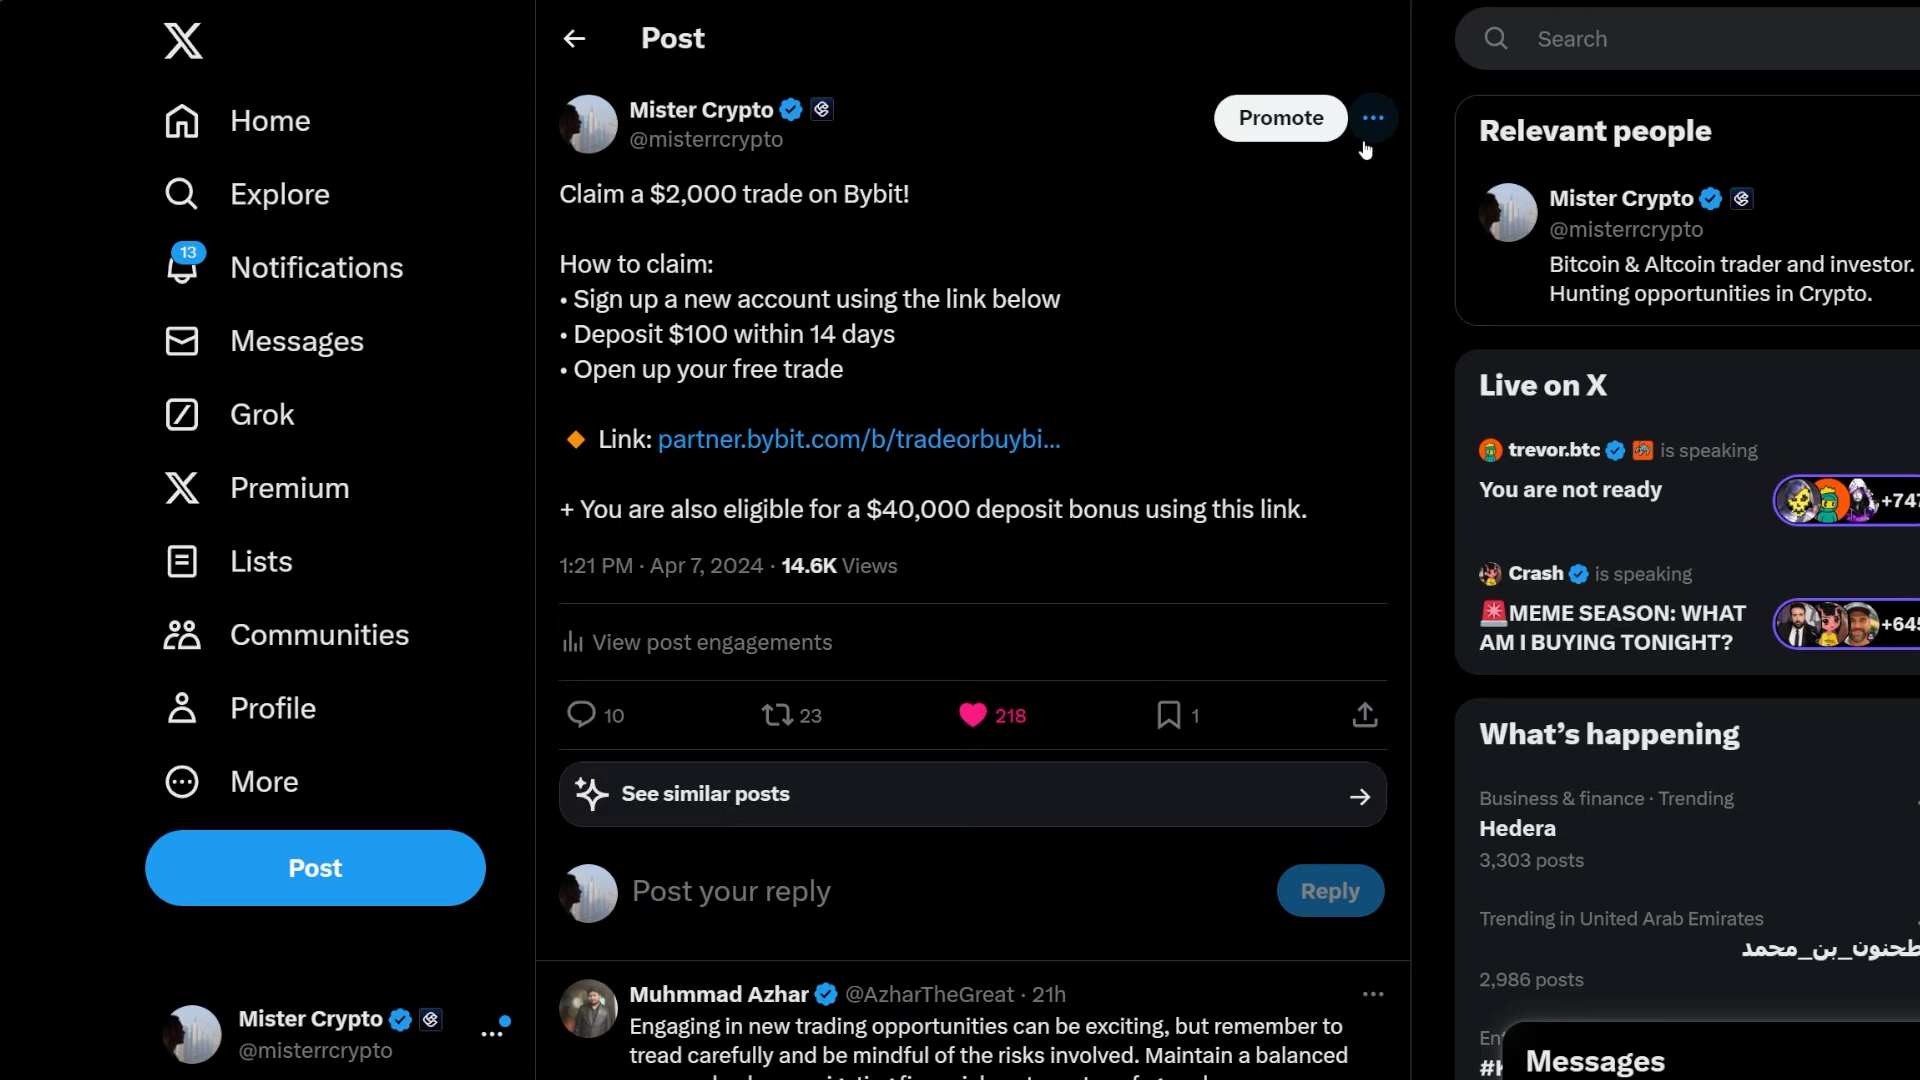 Home
Explore
13
Notifications
Messages
Grok
Premium
Lists
Communities
Profile
More
Post
Mister Crypto
@misterrcrypto
Post
Mister Crypto
@misterrcrypto
Promote
Claim a $2,000 trade on Bybit!
How to claim:
• Sign up a new account using the link below
• Deposit $100 within 14 days
• Open up your free trade
🔸 Link: partner.bybit.com/b/tradeorbuybi...
+ You are also eligible for a $40,000 deposit bonus using this link.
1:21 PM · Apr 7, 2024 · 14.6K Views
View post engagements
10 23 218 1
See similar posts
Post your reply
Reply
Muhmmad Azhar @AzharTheGreat · 21h
Engaging in new trading opportunities can be exciting, but remember to
tread carefully and be mindful of the risks involved. Maintain a balanced
Search
Relevant people
Mister Crypto
@misterrcrypto
Bitcoin & Altcoin trader and investor.
Hunting opportunities in Crypto.
Live on X
trevor.btc is speaking
You are not ready
+747
Crash is speaking
🚨MEME SEASON: WHAT
AM I BUYING TONIGHT?
+645
What's happening
Business & finance · Trending
Hedera
3,303 posts
Trending in United Arab Emirates
طحنون_بن_محمد
2,986 posts
Messages